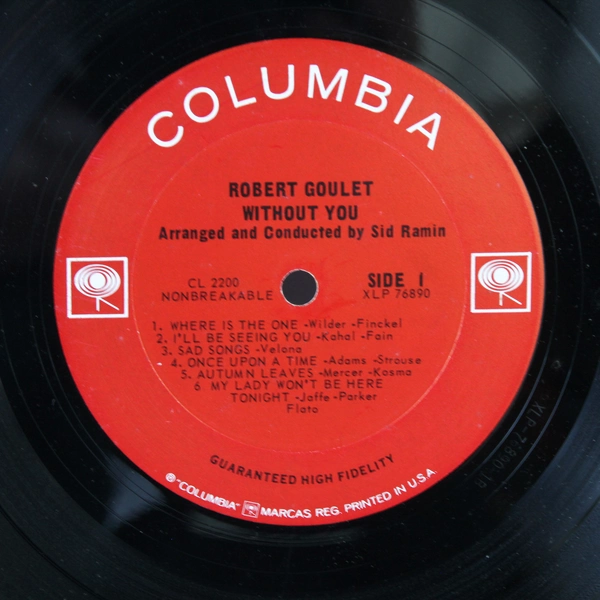 COLUMBIA
ROBERT GOULET
WITHOUT YOU
Arranged and Conducted by Sid Ramin
CL 2200
NONBREAKABLE
SIDE 1
XLP 76890
1. WHERE IS THE ONE -Wilder -Finckel
2. I'LL BE SEEING YOU -Kahal -Fain
3. SAD SONGS -Velona
4. ONCE UPON A TIME -Adams -Strouse
5. AUTUMN LEAVES -Mercer -Kosma
6 MY LADY WON'T BE HERE
TONIGHT -Jaffe -Parker
Flato
GUARANTEED HIGH FIDELITY
® "COLUMBIA" MARCAS REG. PRINTED IN U.S.A.